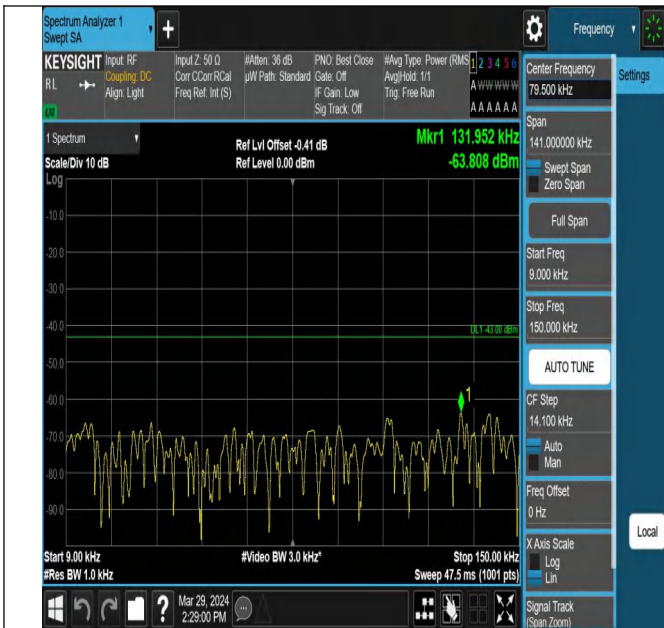 Spectrum Analyzer 1
Swept SA
+
Frequency
KEYSIGHT
Input: RF
Coupling: DC
Align: Light
Input Z: 50 Ω
Corr CCorr RCal
Freq Ref: Int (S)
#Atten: 36 dB
µW Path: Standard
PNO: Best Close
Gate: Off
IF Gain: Low
Sig Track: Off
#Avg Type: Power (RMS
Avg|Hold: 1/1
Trig: Free Run
1 2 3 4 5 6
A W W W W W
A A A A A A
RL
LXI
1 Spectrum
Scale/Div 10 dB
Log
Ref Lvl Offset -0.41 dB
Ref Level 0.00 dBm
Mkr1 131.952 kHz
-63.808 dBm
-10.0
-20.0
-30.0
-40.0
DL1 -43.00 dBm
-50.0
-60.0
1
-70.0
-80.0
-90.0
Start 9.00 kHz
#Res BW 1.0 kHz
#Video BW 3.0 kHz*
Stop 150.00 kHz
Sweep 47.5 ms (1001 pts)
Mar 29, 2024
2:29:00 PM
?
Center Frequency
79.500 kHz
Span
141.000000 kHz
Swept Span
Zero Span
Full Span
Start Freq
9.000 kHz
Stop Freq
150.000 kHz
AUTO TUNE
CF Step
14.100 kHz
Auto
Man
Freq Offset
0 Hz
X Axis Scale
Log
Lin
Signal Track
(Span Zoom)
Settings
Local